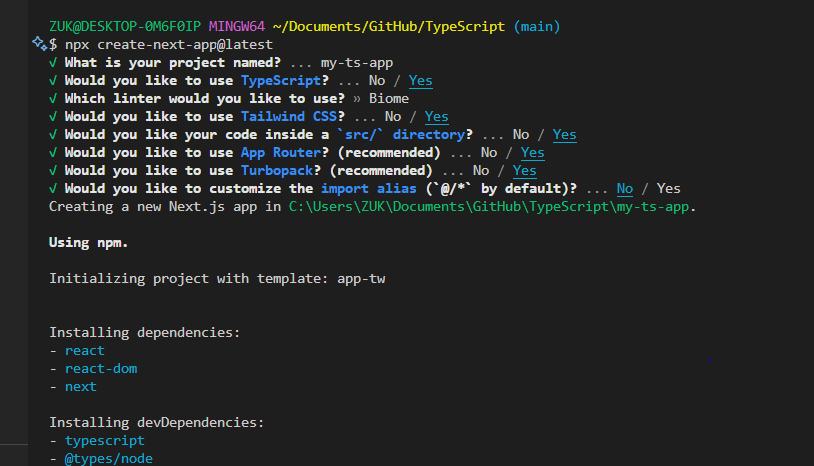 ZUK@DESKTOP-0M6F0IP MINGW64 ~/Documents/GitHub/TypeScript (main)
$ npx create-next-app@latest
√ What is your project named? ... my-ts-app
√ Would you like to use TypeScript? ... No / Yes
√ Which linter would you like to use? » Biome
√ Would you like to use Tailwind CSS? ... No / Yes
√ Would you like your code inside a `src/` directory? ... No / Yes
√ Would you like to use App Router? (recommended) ... No / Yes
√ Would you like to use Turbopack? (recommended) ... No / Yes
√ Would you like to customize the import alias (`@/*` by default)? ... No / Yes
Creating a new Next.js app in C:\Users\ZUK\Documents\GitHub\TypeScript\my-ts-app.
Using npm.
Initializing project with template: app-tw
Installing dependencies:
- react
- react-dom
- next
Installing devDependencies:
- typescript
- @types/node